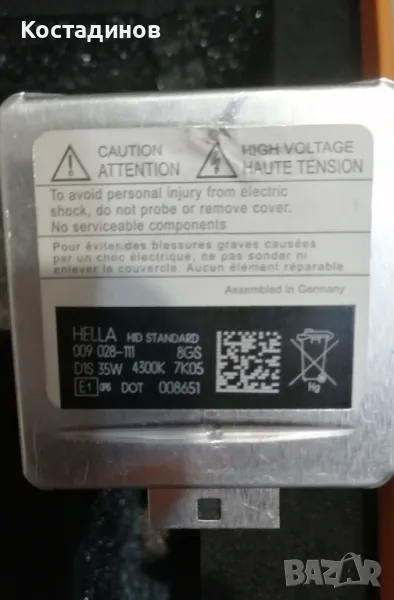 Костадинов
CAUTION
ATTENTION
HIGH VOLTAGE
HAUTE TENSION
To avoid personal injury from electric
shock, do not probe or remove cover.
No serviceable components
Pour éviter des blessures graves causées
par un choc électrique, ne pas sonder ni
enlever le couvercle. Aucun élément réparable
Assembled in Germany
HELLA HID STANDARD
009 028-111 8GS
D1S 35W 4300K 7K05
E1 DOT 008651
Hg
BAZAR